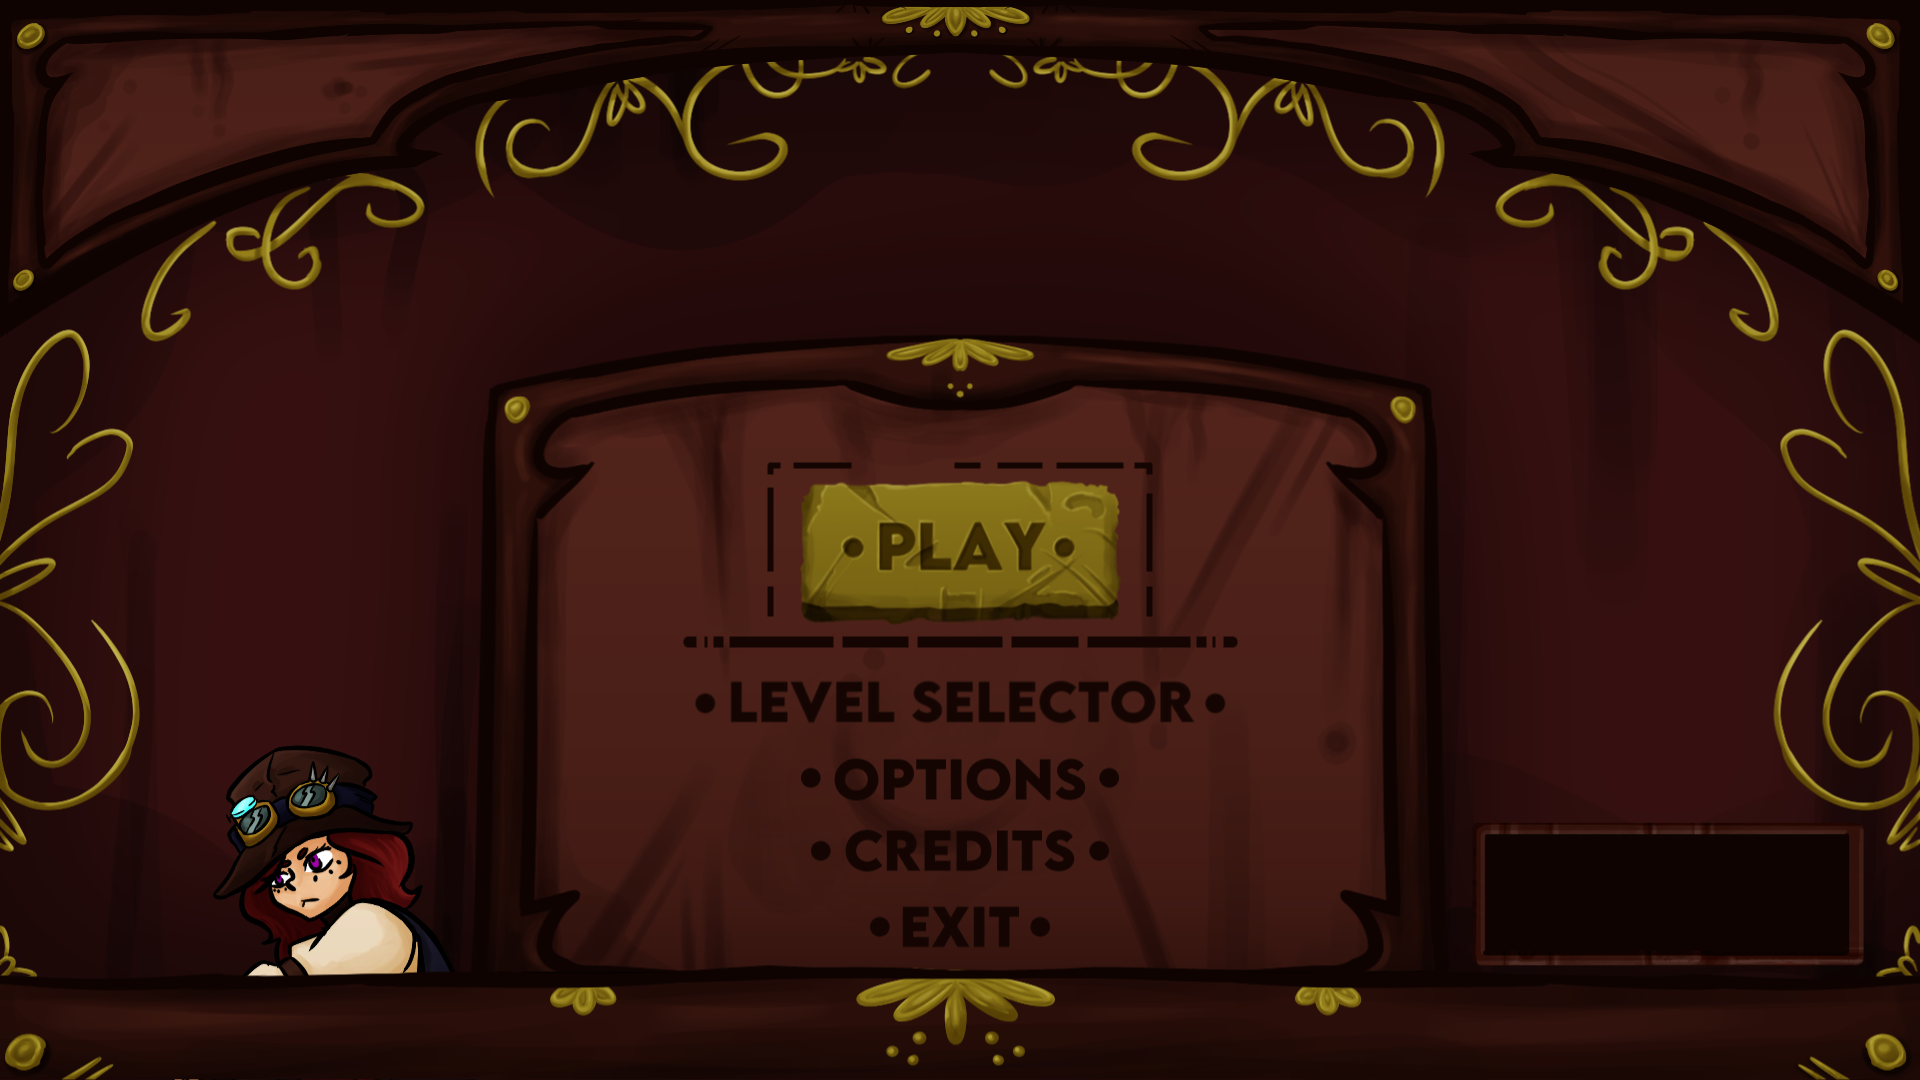 • PLAY •
• LEVEL SELECTOR •
• OPTIONS •
• CREDITS •
• EXIT •